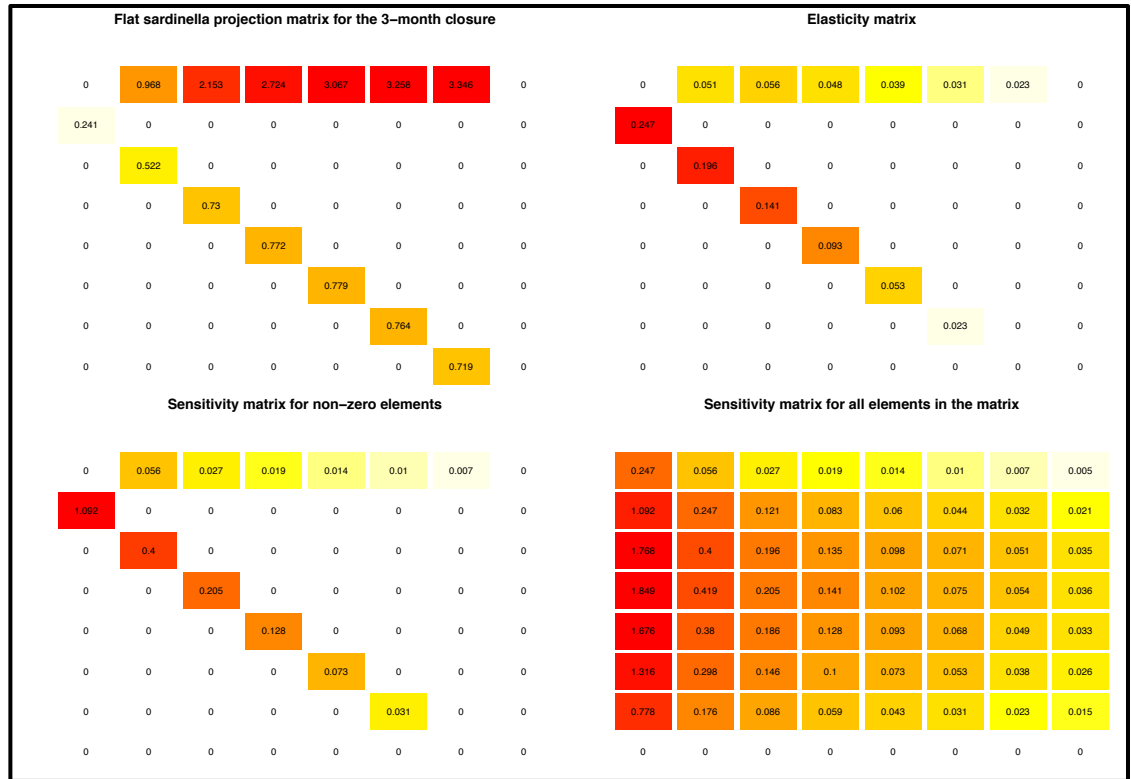 Flat sardinella projection matrix for the 3−month closure
0 0.968 2.153 2.724 3.067 3.258 3.346 0
0.241 0 0 0 0 0 0 0
0 0.522 0 0 0 0 0 0
0 0 0.73 0 0 0 0 0
0 0 0 0.772 0 0 0 0
0 0 0 0 0.779 0 0 0
0 0 0 0 0 0.764 0 0
0 0 0 0 0 0 0.719 0
Elasticity matrix
0 0.051 0.056 0.048 0.039 0.031 0.023 0
0.247 0 0 0 0 0 0 0
0 0.196 0 0 0 0 0 0
0 0 0.141 0 0 0 0 0
0 0 0 0.093 0 0 0 0
0 0 0 0 0.053 0 0 0
0 0 0 0 0 0.023 0 0
0 0 0 0 0 0 0 0
Sensitivity matrix for non−zero elements
0 0.056 0.027 0.019 0.014 0.01 0.007 0
1.092 0 0 0 0 0 0 0
0 0.4 0 0 0 0 0 0
0 0 0.205 0 0 0 0 0
0 0 0 0.128 0 0 0 0
0 0 0 0 0.073 0 0 0
0 0 0 0 0 0.031 0 0
0 0 0 0 0 0 0 0
Sensitivity matrix for all elements in the matrix
0.247 0.056 0.027 0.019 0.014 0.01 0.007 0.005
1.092 0.247 0.121 0.083 0.06 0.044 0.032 0.021
1.768 0.4 0.196 0.135 0.098 0.071 0.051 0.035
1.849 0.419 0.205 0.141 0.102 0.075 0.054 0.036
1.676 0.38 0.186 0.128 0.093 0.068 0.049 0.033
1.316 0.298 0.146 0.1 0.073 0.053 0.038 0.026
0.776 0.176 0.086 0.059 0.043 0.031 0.023 0.015
0 0 0 0 0 0 0 0